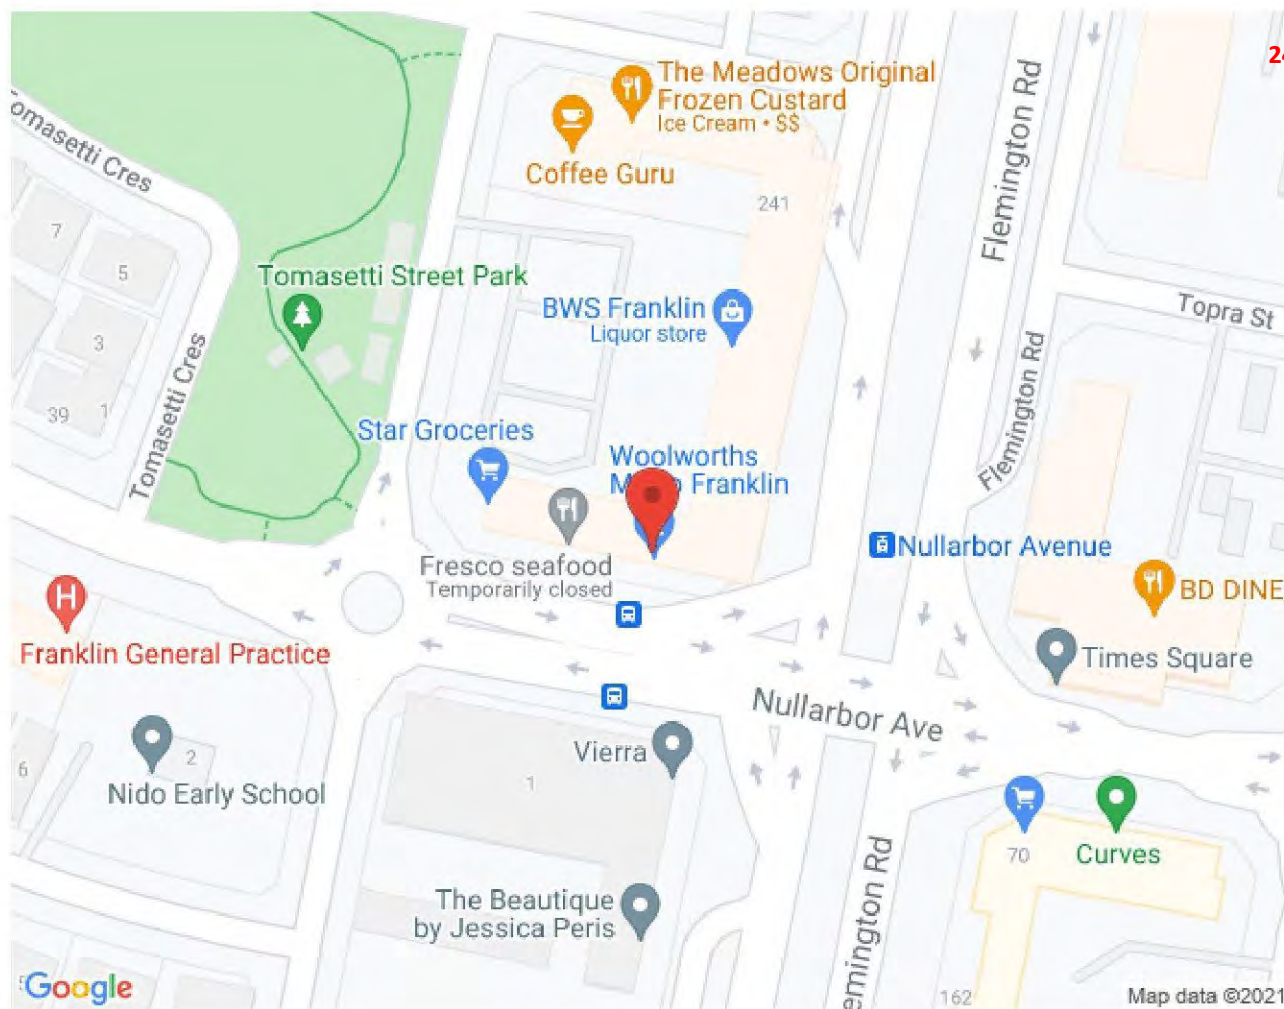 24
The Meadows Original
Frozen Custard
Ice Cream • $$
Coffee Guru
241
Flemington Rd
Tomasetti Cres
7
5
3
39
1
Tomasetti Street Park
Tomasetti Cres
BWS Franklin
Liquor store
Topra St
Flemington Rd
Star Groceries
Woolworths
Franklin
Fresco seafood
Temporarily closed
Nullarbor Avenue
BD DINE
Times Square
H
Franklin General Practice
Nullarbor Ave
Vierra
1
2
6
Nido Early School
70
Curves
The Beautique
by Jessica Peris
Flemington Rd
162
Google
Map data ©2021